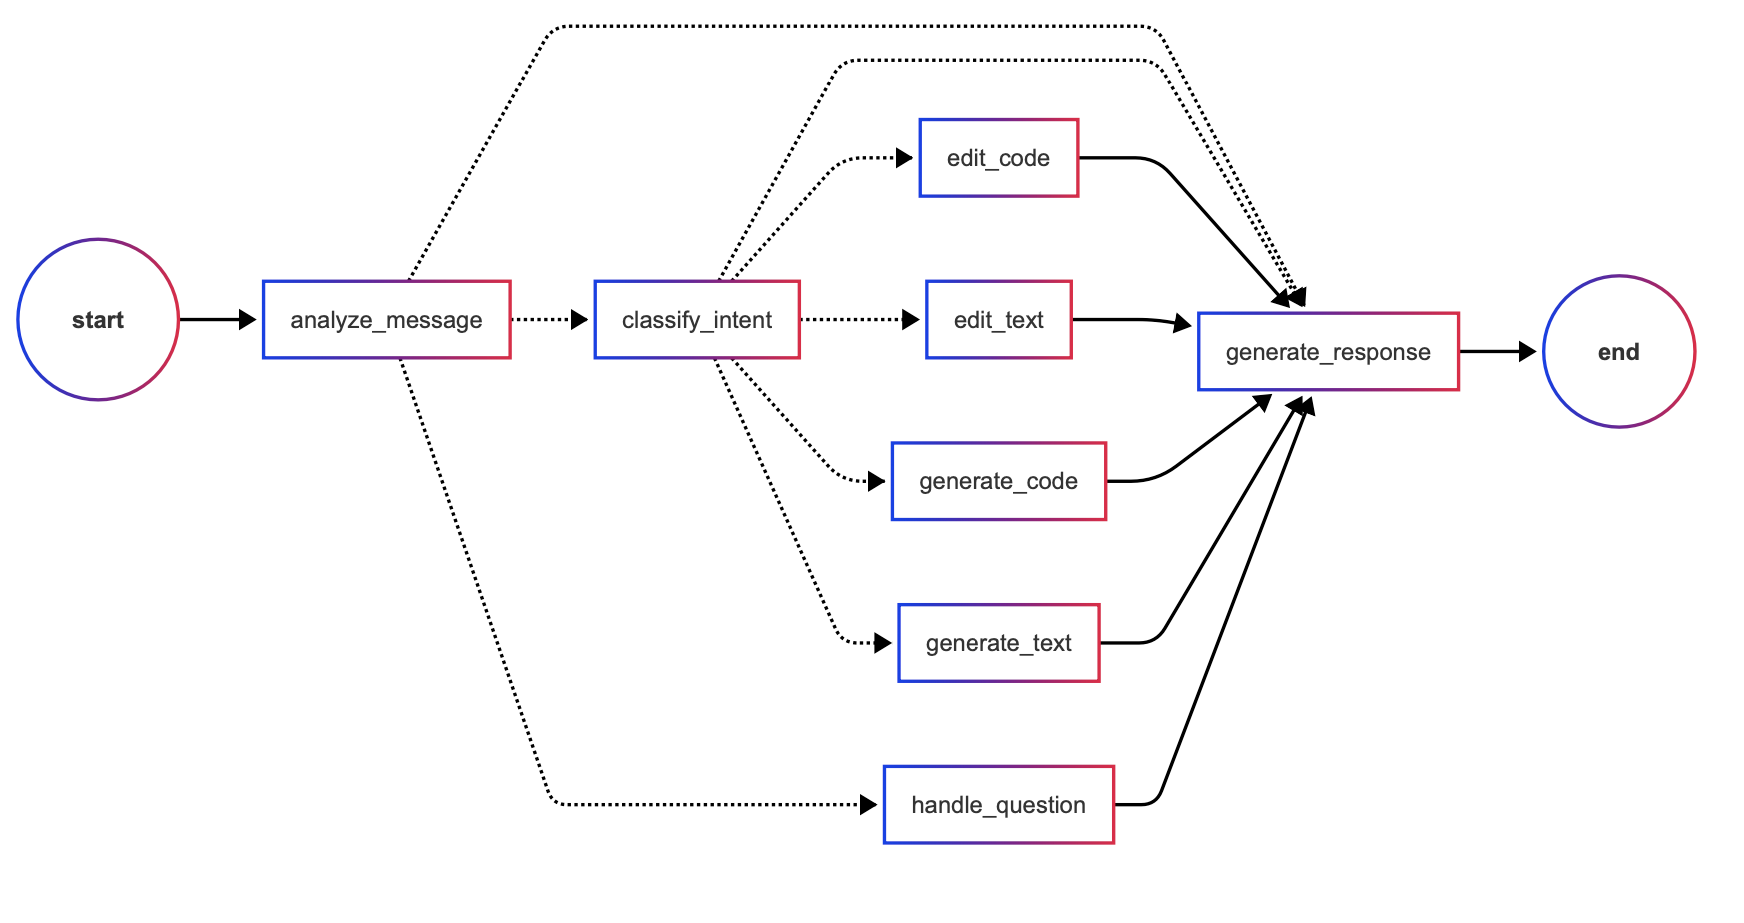 start
analyze_message
classify_intent
edit_code
edit_text
generate_code
generate_text
handle_question
generate_response
end